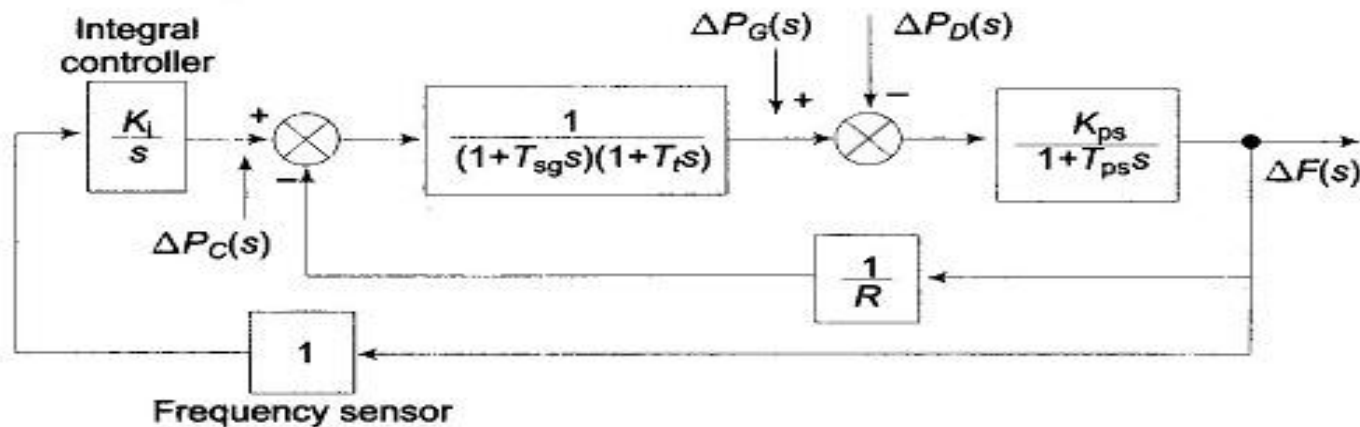 Integral
controller
K_i
s
+
−
ΔP_C(s)
1
(1+T_sg s)(1+T_t s)
ΔP_G(s)
+
ΔP_D(s)
−
K_ps
1+T_ps s
ΔF(s)
1
R
1
Frequency sensor